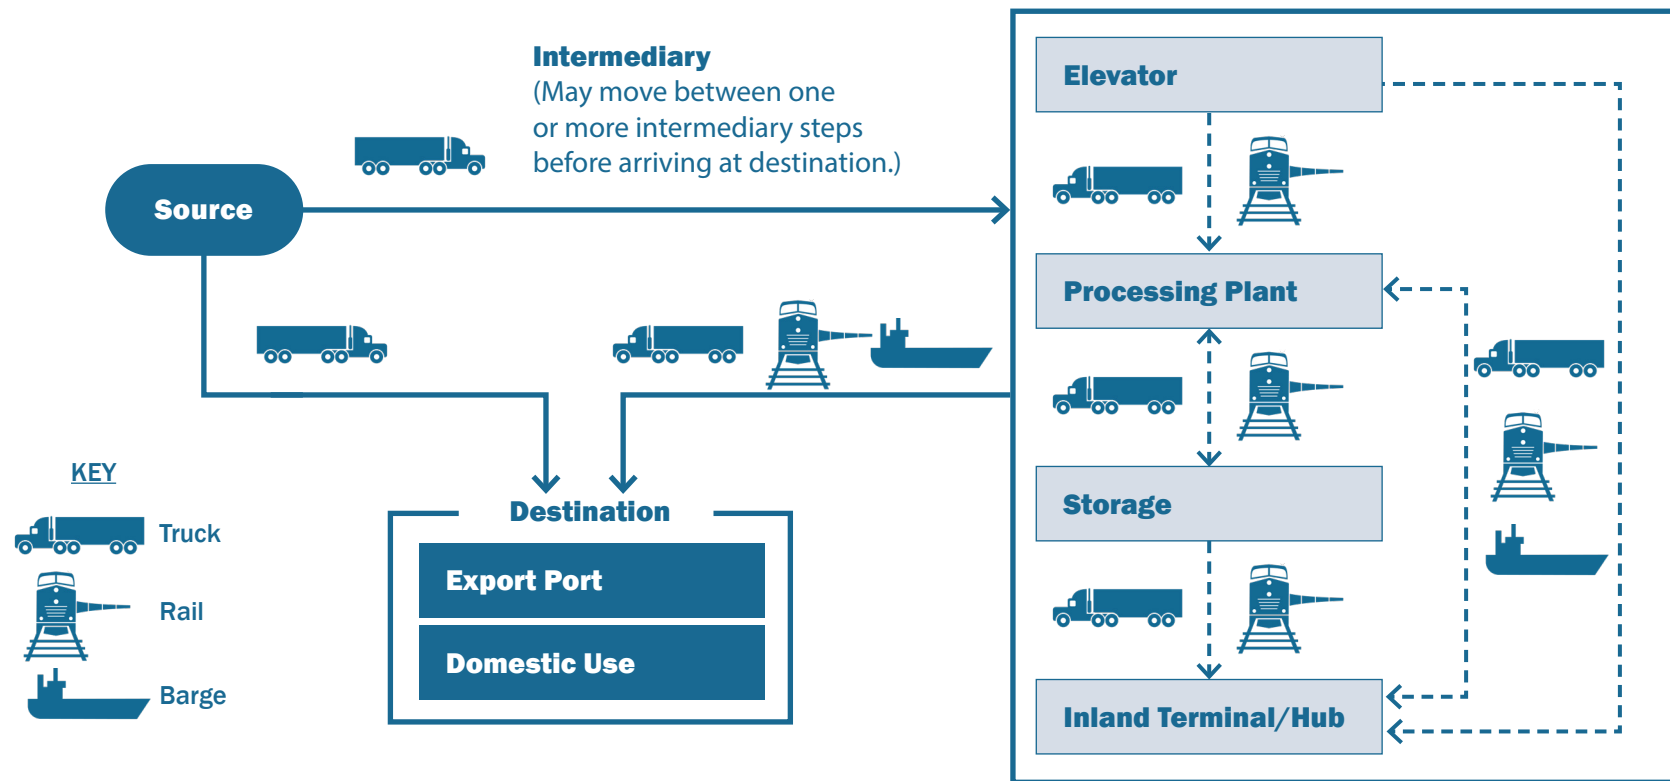 Intermediary
(May move between one
or more intermediary steps
before arriving at destination.)
Source
Elevator
Processing Plant
Storage
Inland Terminal/Hub
Destination
Export Port
Domestic Use
KEY
Truck
Rail
Barge